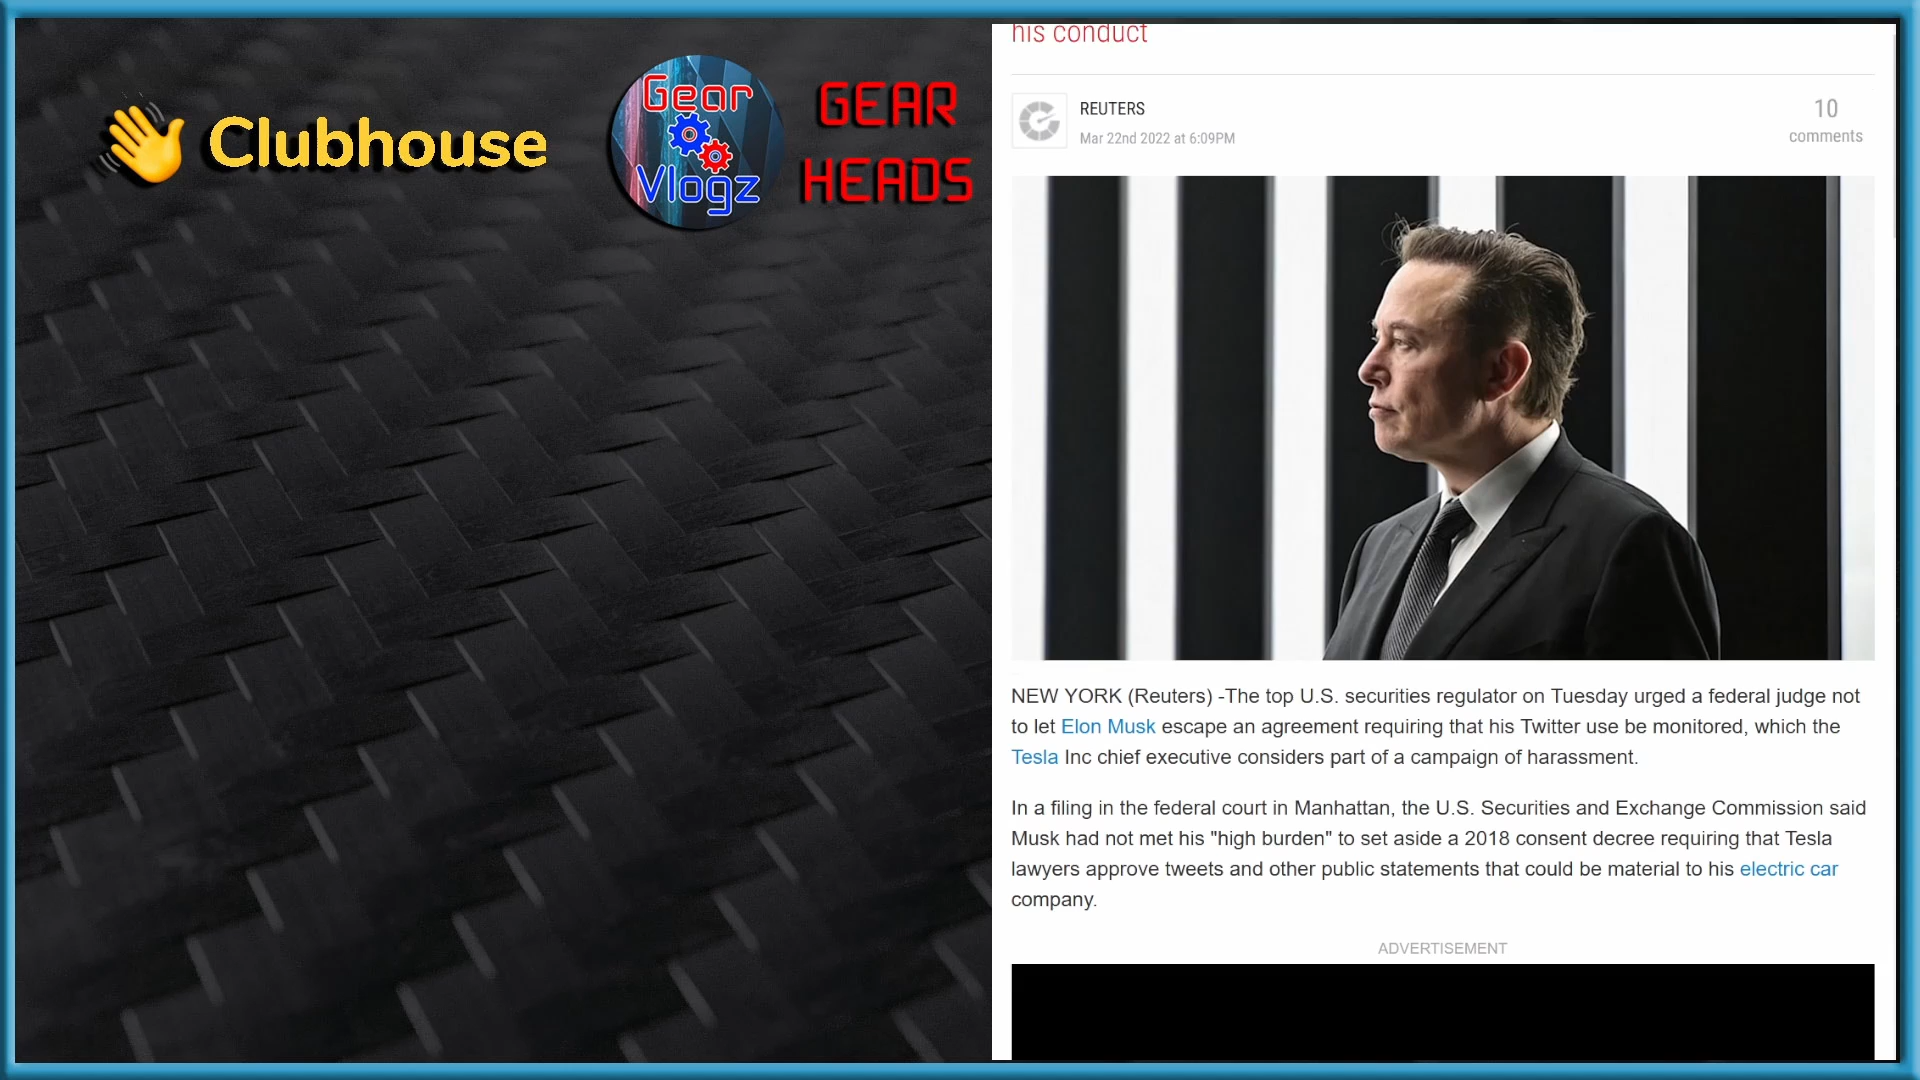 Clubhouse
Gear
Vlogz
GEAR
HEADS
his conduct
REUTERS
Mar 22nd 2022 at 6:09PM
10
comments
NEW YORK (Reuters) -The top U.S. securities regulator on Tuesday urged a federal judge not
to let Elon Musk escape an agreement requiring that his Twitter use be monitored, which the
Tesla Inc chief executive considers part of a campaign of harassment.
In a filing in the federal court in Manhattan, the U.S. Securities and Exchange Commission said
Musk had not met his "high burden" to set aside a 2018 consent decree requiring that Tesla
lawyers approve tweets and other public statements that could be material to his electric car
company.
ADVERTISEMENT